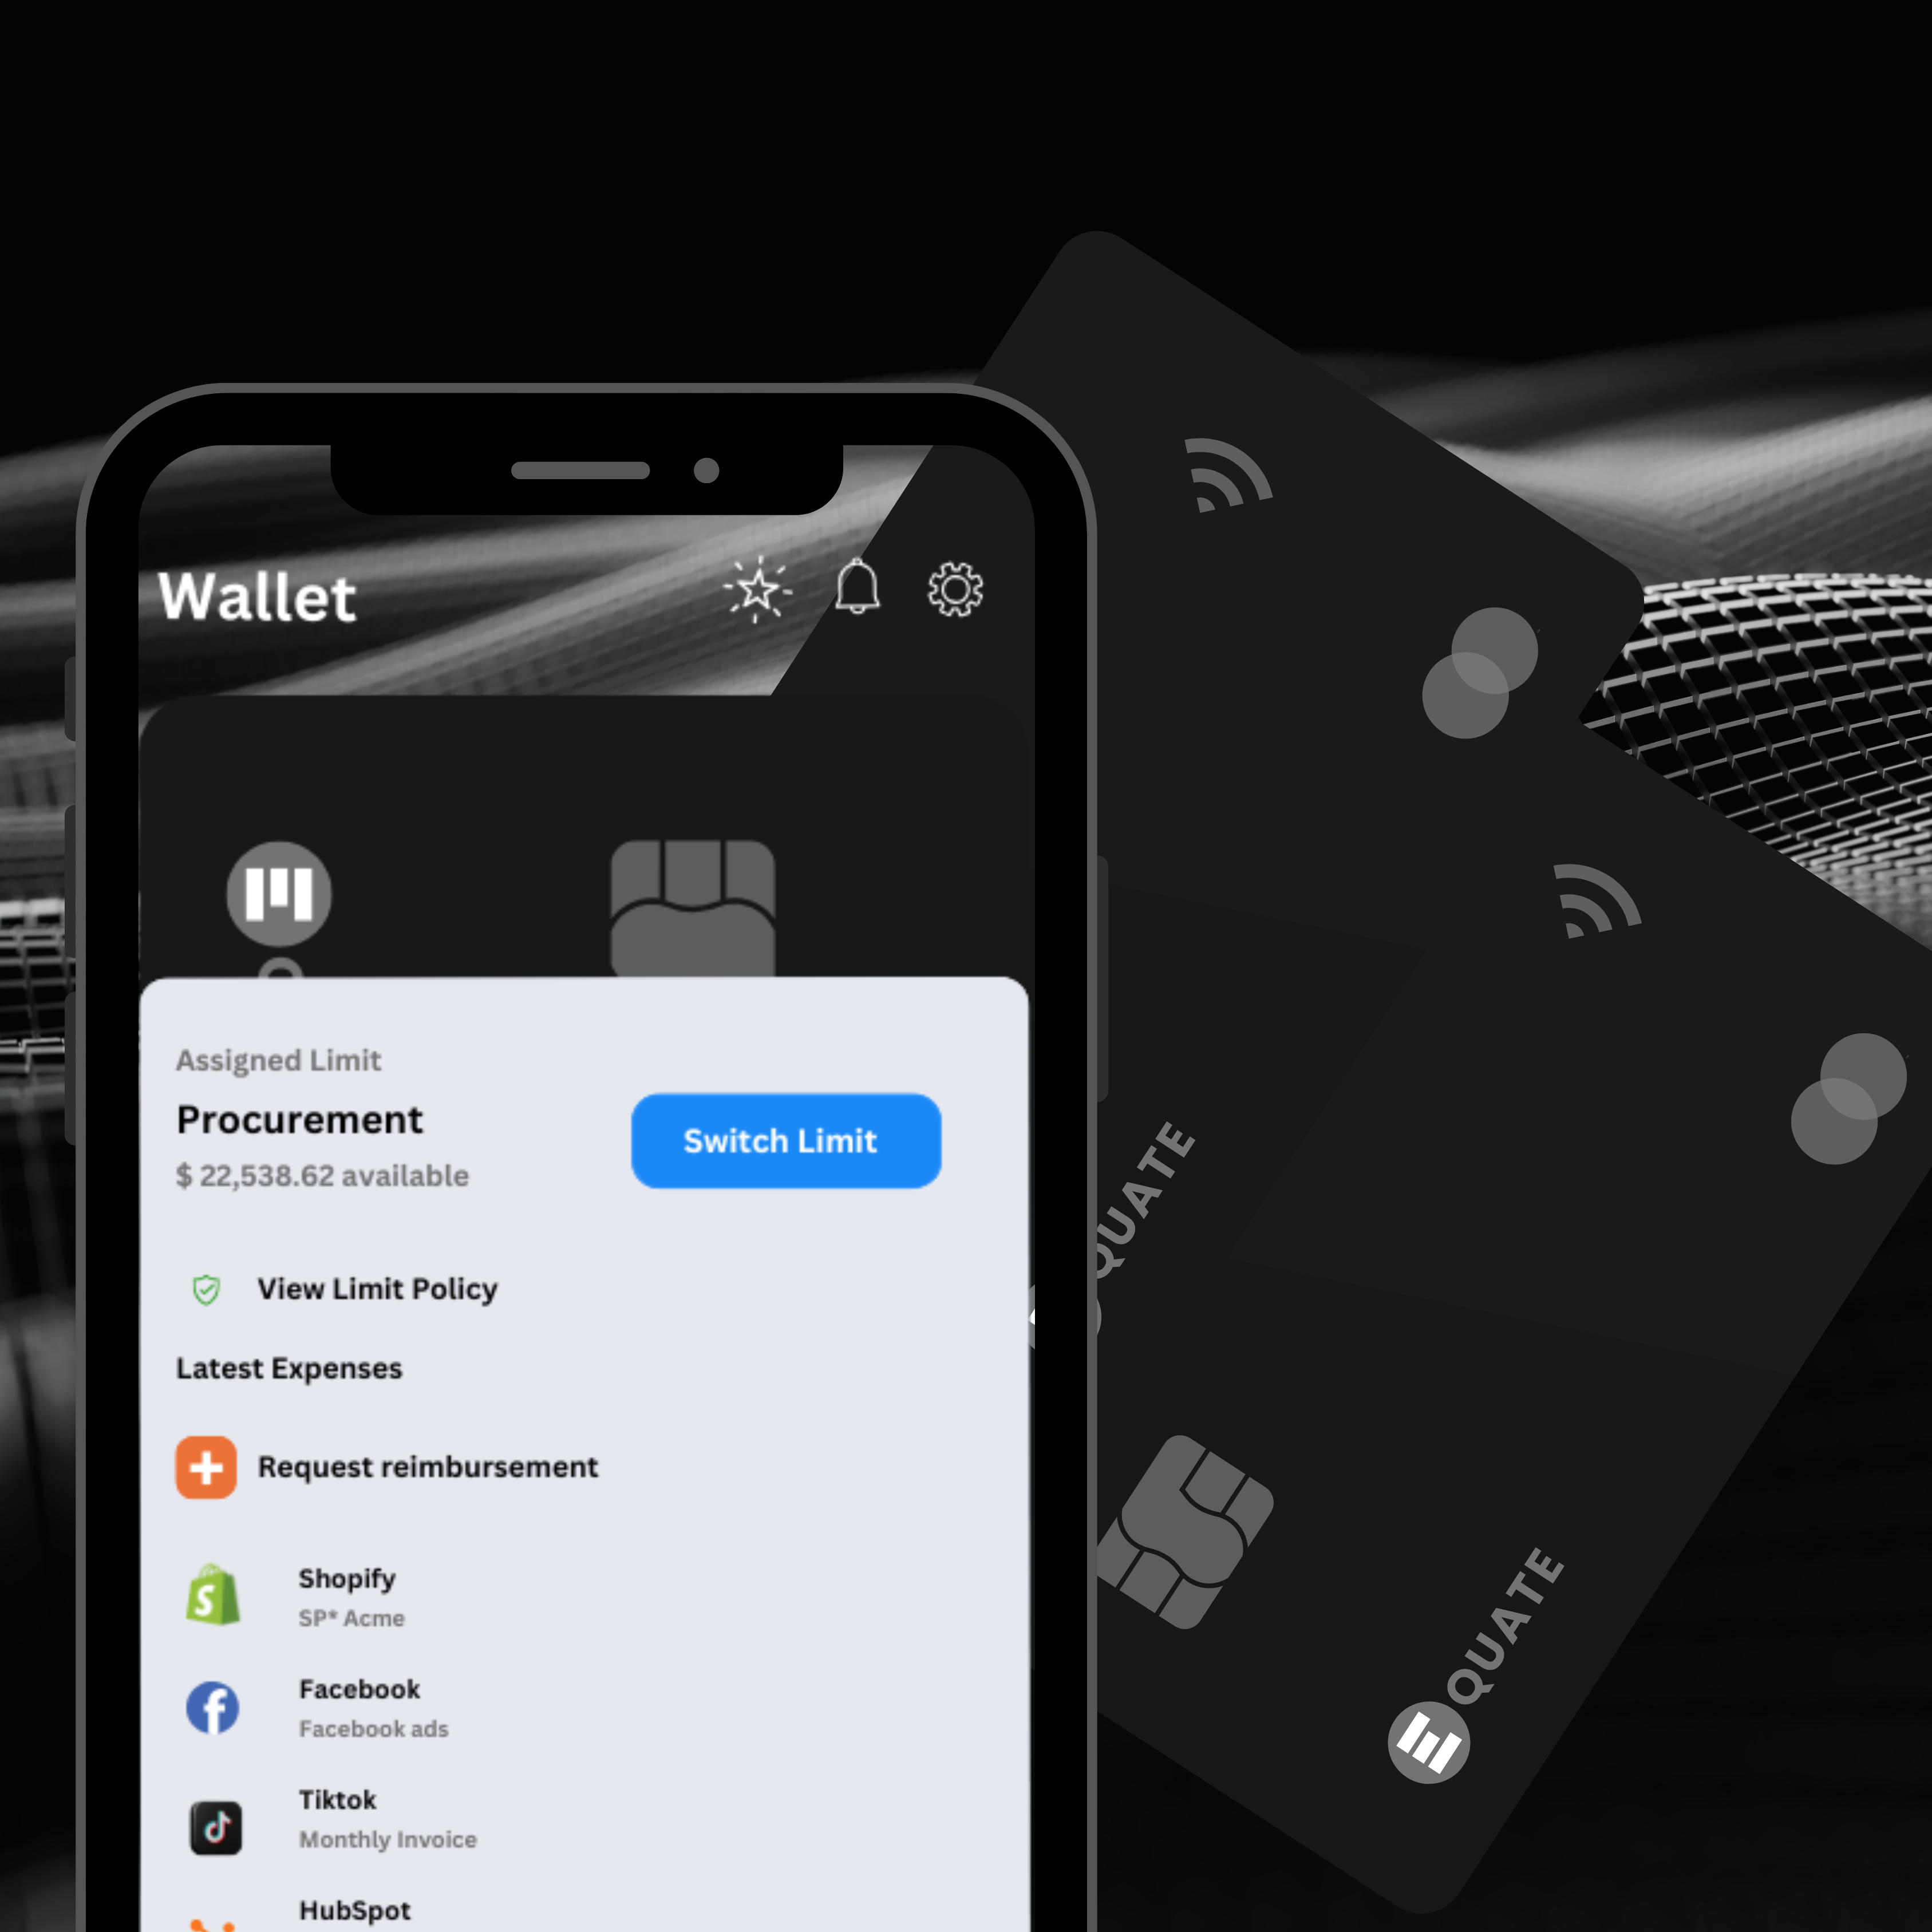 Wallet
Assigned Limit
Procurement
$ 22,538.62 available
Switch Limit
View Limit Policy
Latest Expenses
Request reimbursement
Shopify
SP* Acme
Facebook
Facebook ads
Tiktok
Monthly Invoice
HubSpot
QUATE
QUATE